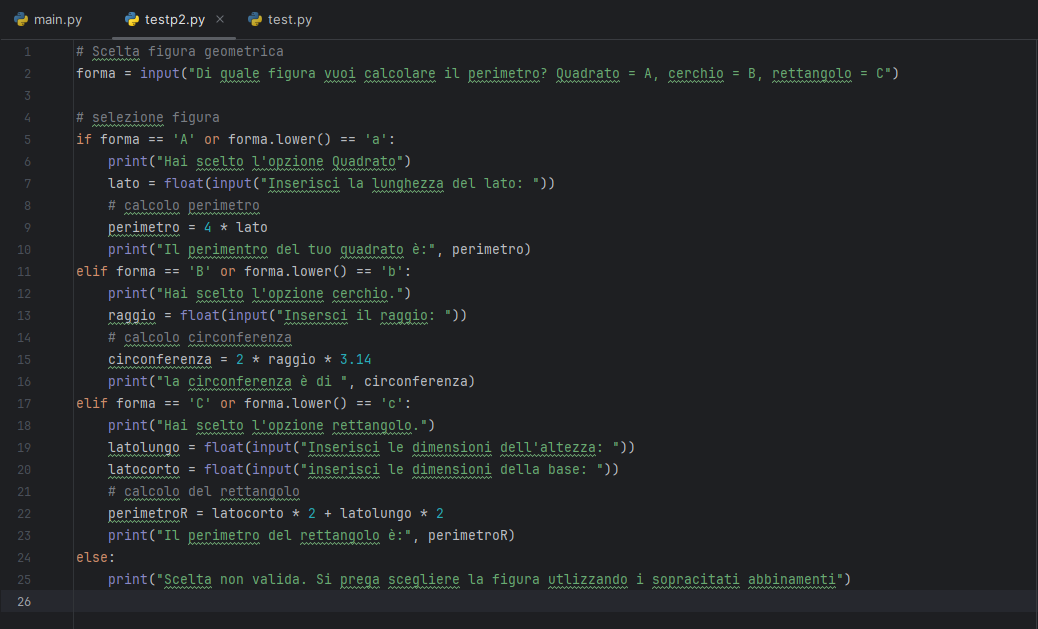 main.py testp2.py × test.py
1 # Scelta figura geometrica
2 forma = input("Di quale figura vuoi calcolare il perimetro? Quadrato = A, cerchio = B, rettangolo = C")
3
4 # selezione figura
5 if forma == 'A' or forma.lower() == 'a':
6     print("Hai scelto l'opzione Quadrato")
7     lato = float(input("Inserisci la lunghezza del lato: "))
8     # calcolo perimetro
9     perimetro = 4 * lato
10     print("Il perimentro del tuo quadrato è:", perimetro)
11 elif forma == 'B' or forma.lower() == 'b':
12     print("Hai scelto l'opzione cerchio.")
13     raggio = float(input("Insersci il raggio: "))
14     # calcolo circonferenza
15     circonferenza = 2 * raggio * 3.14
16     print("la circonferenza è di ", circonferenza)
17 elif forma == 'C' or forma.lower() == 'c':
18     print("Hai scelto l'opzione rettangolo.")
19     latolungo = float(input("Inserisci le dimensioni dell'altezza: "))
20     latocorto = float(input("inserisci le dimensioni della base: "))
21     # calcolo del rettangolo
22     perimetroR = latocorto * 2 + latolungo * 2
23     print("Il perimetro del rettangolo è:", perimetroR)
24 else:
25     print("Scelta non valida. Si prega scegliere la figura utlizzando i sopracitati abbinamenti")
26